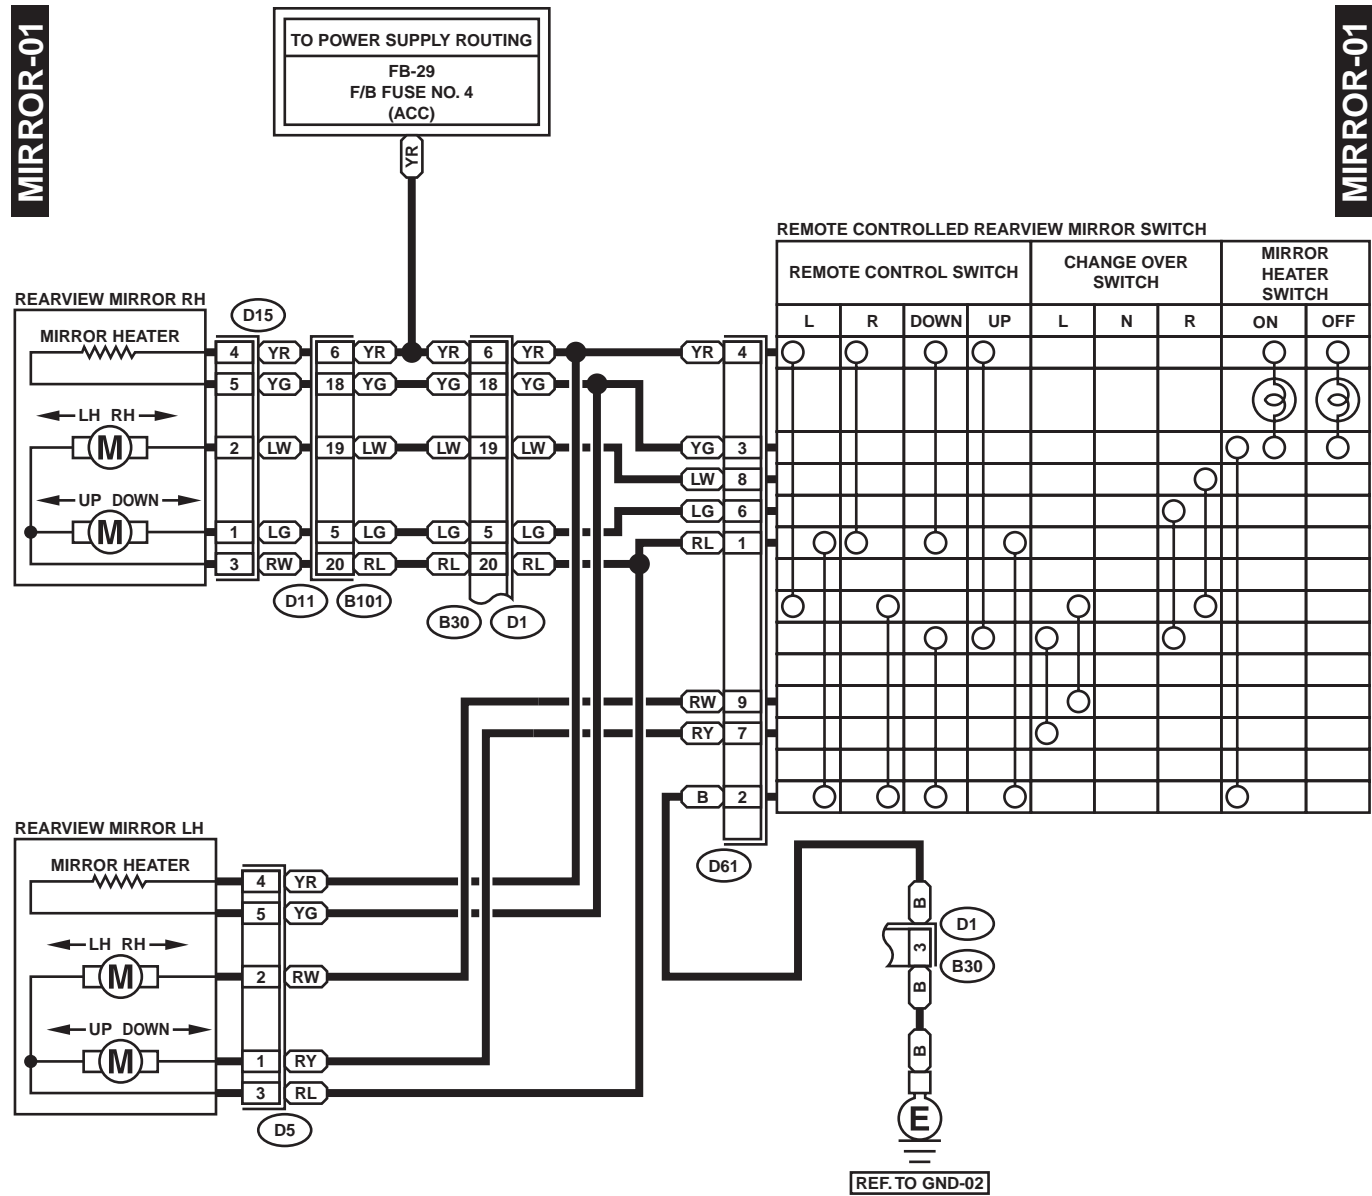 MIRROR-01
MIRROR-01
TO POWER SUPPLY ROUTING
FB-29
F/B FUSE NO. 4
(ACC)
YR
REMOTE CONTROLLED REARVIEW MIRROR SWITCH
REMOTE CONTROL SWITCH
CHANGE OVER
SWITCH
MIRROR
HEATER
SWITCH
L R DOWN UP L N R ON OFF
REARVIEW MIRROR RH
D15
MIRROR HEATER
4 YR 6 YR YR 6 YR YR 4
5 YG 18 YG YG 18 YG
LH RH
M
2 LW 19 LW LW 19 LW YG 3
LW 8
UP DOWN
LG 6
M
1 LG 5 LG LG 5 LG RL 1
3 RW 20 RL RL 20 RL
D11 B101
B30 D1
RW 9
RY 7
B 2
D61
REARVIEW MIRROR LH
MIRROR HEATER
4 YR
5 YG
LH RH
M
2 RW
UP DOWN
M
1 RY
3 RL
D5
B
D1
3
B30
B
B
E
REF. TO GND-02